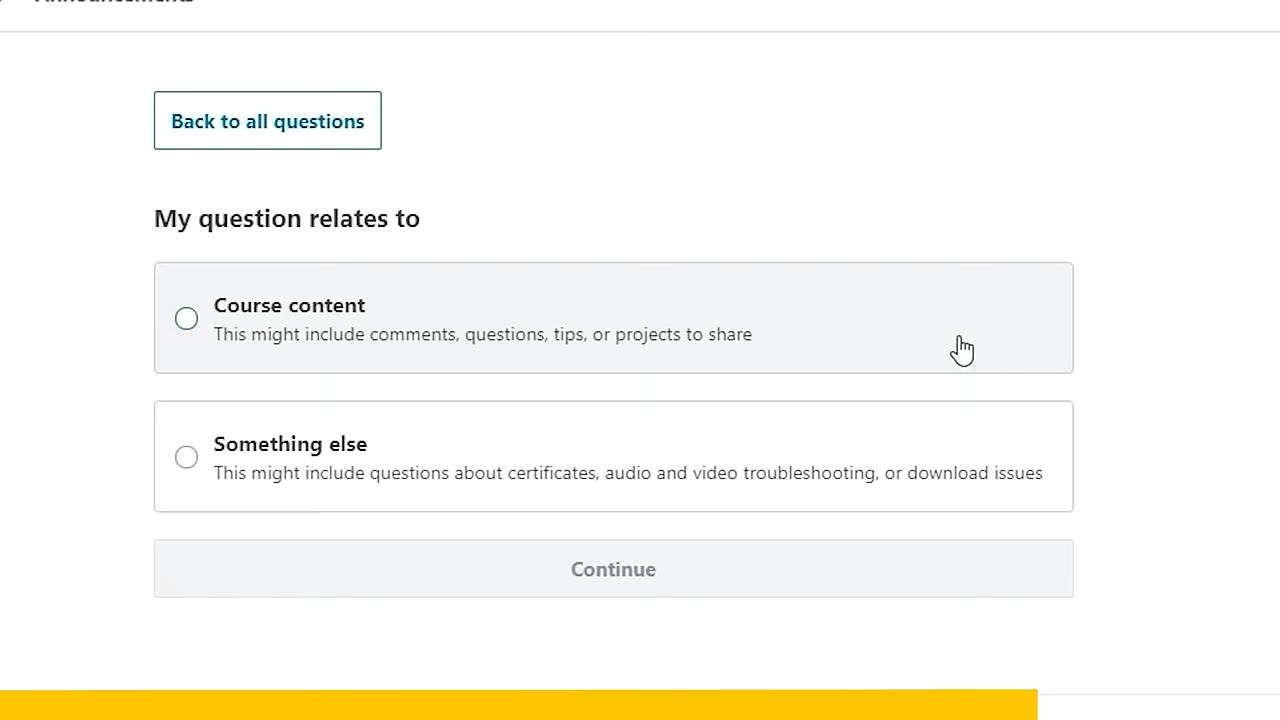 Back to all questions
My question relates to
Course content
This might include comments, questions, tips, or projects to share
Something else
This might include questions about certificates, audio and video troubleshooting, or download issues
Continue